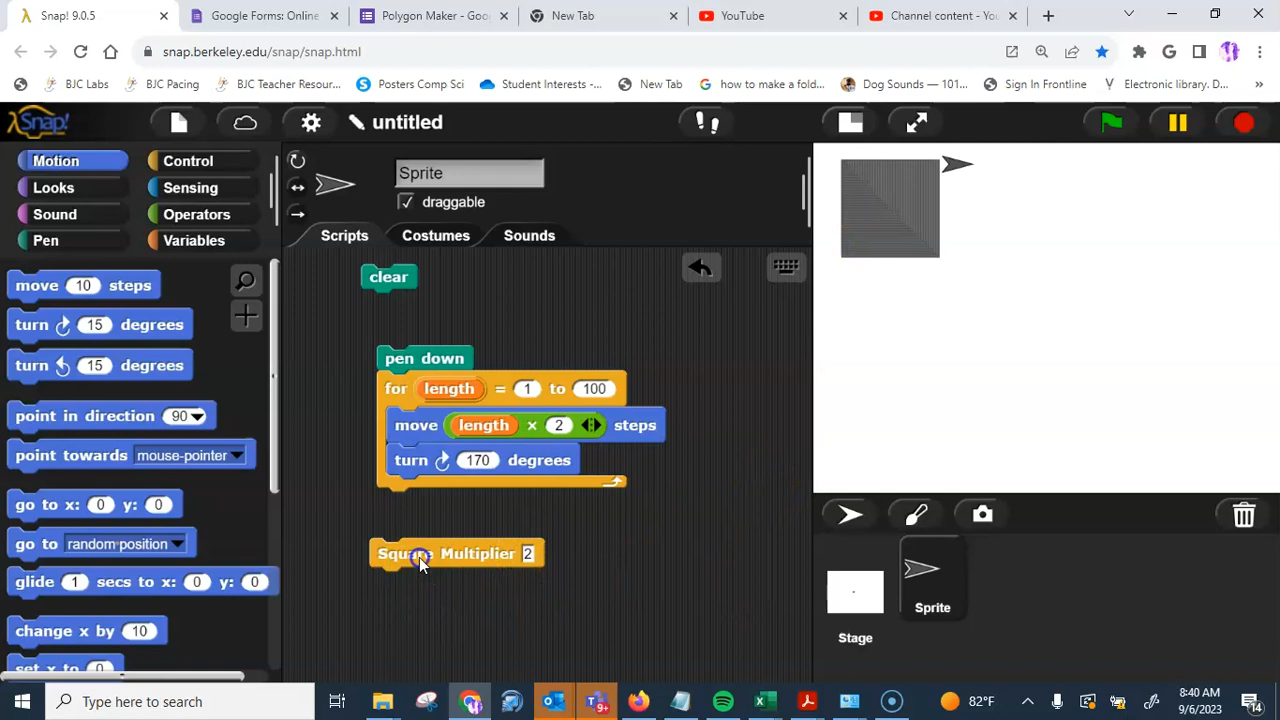 Snap! 9.0.5
Google Forms: Online
Polygon Maker - Goo
New Tab
YouTube
Channel content - You
snap.berkeley.edu/snap/snap.html
BJC Labs
BJC Pacing
BJC Teacher Resour...
Posters Comp Sci
Student Interests -...
New Tab
how to make a fold...
Dog Sounds — 101...
Sign In Frontline
Electronic library. D...
Snap!
untitled
Motion
Control
Looks
Sensing
Sound
Operators
Pen
Variables
Sprite
draggable
Scripts
Costumes
Sounds
move 10 steps
turn 15 degrees
turn 15 degrees
point in direction 90
point towards mouse-pointer
go to x: 0 y: 0
go to random position
glide 1 secs to x: 0 y: 0
change x by 10
set x to 0
clear
pen down
for length = 1 to 100
move length × 2 steps
turn 170 degrees
Square Multiplier 2
Stage
Sprite
Type here to search
9+
82°F
8:40 AM
9/6/2023
14